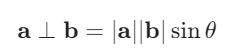 a ⊥ b = |a||b| sin θ